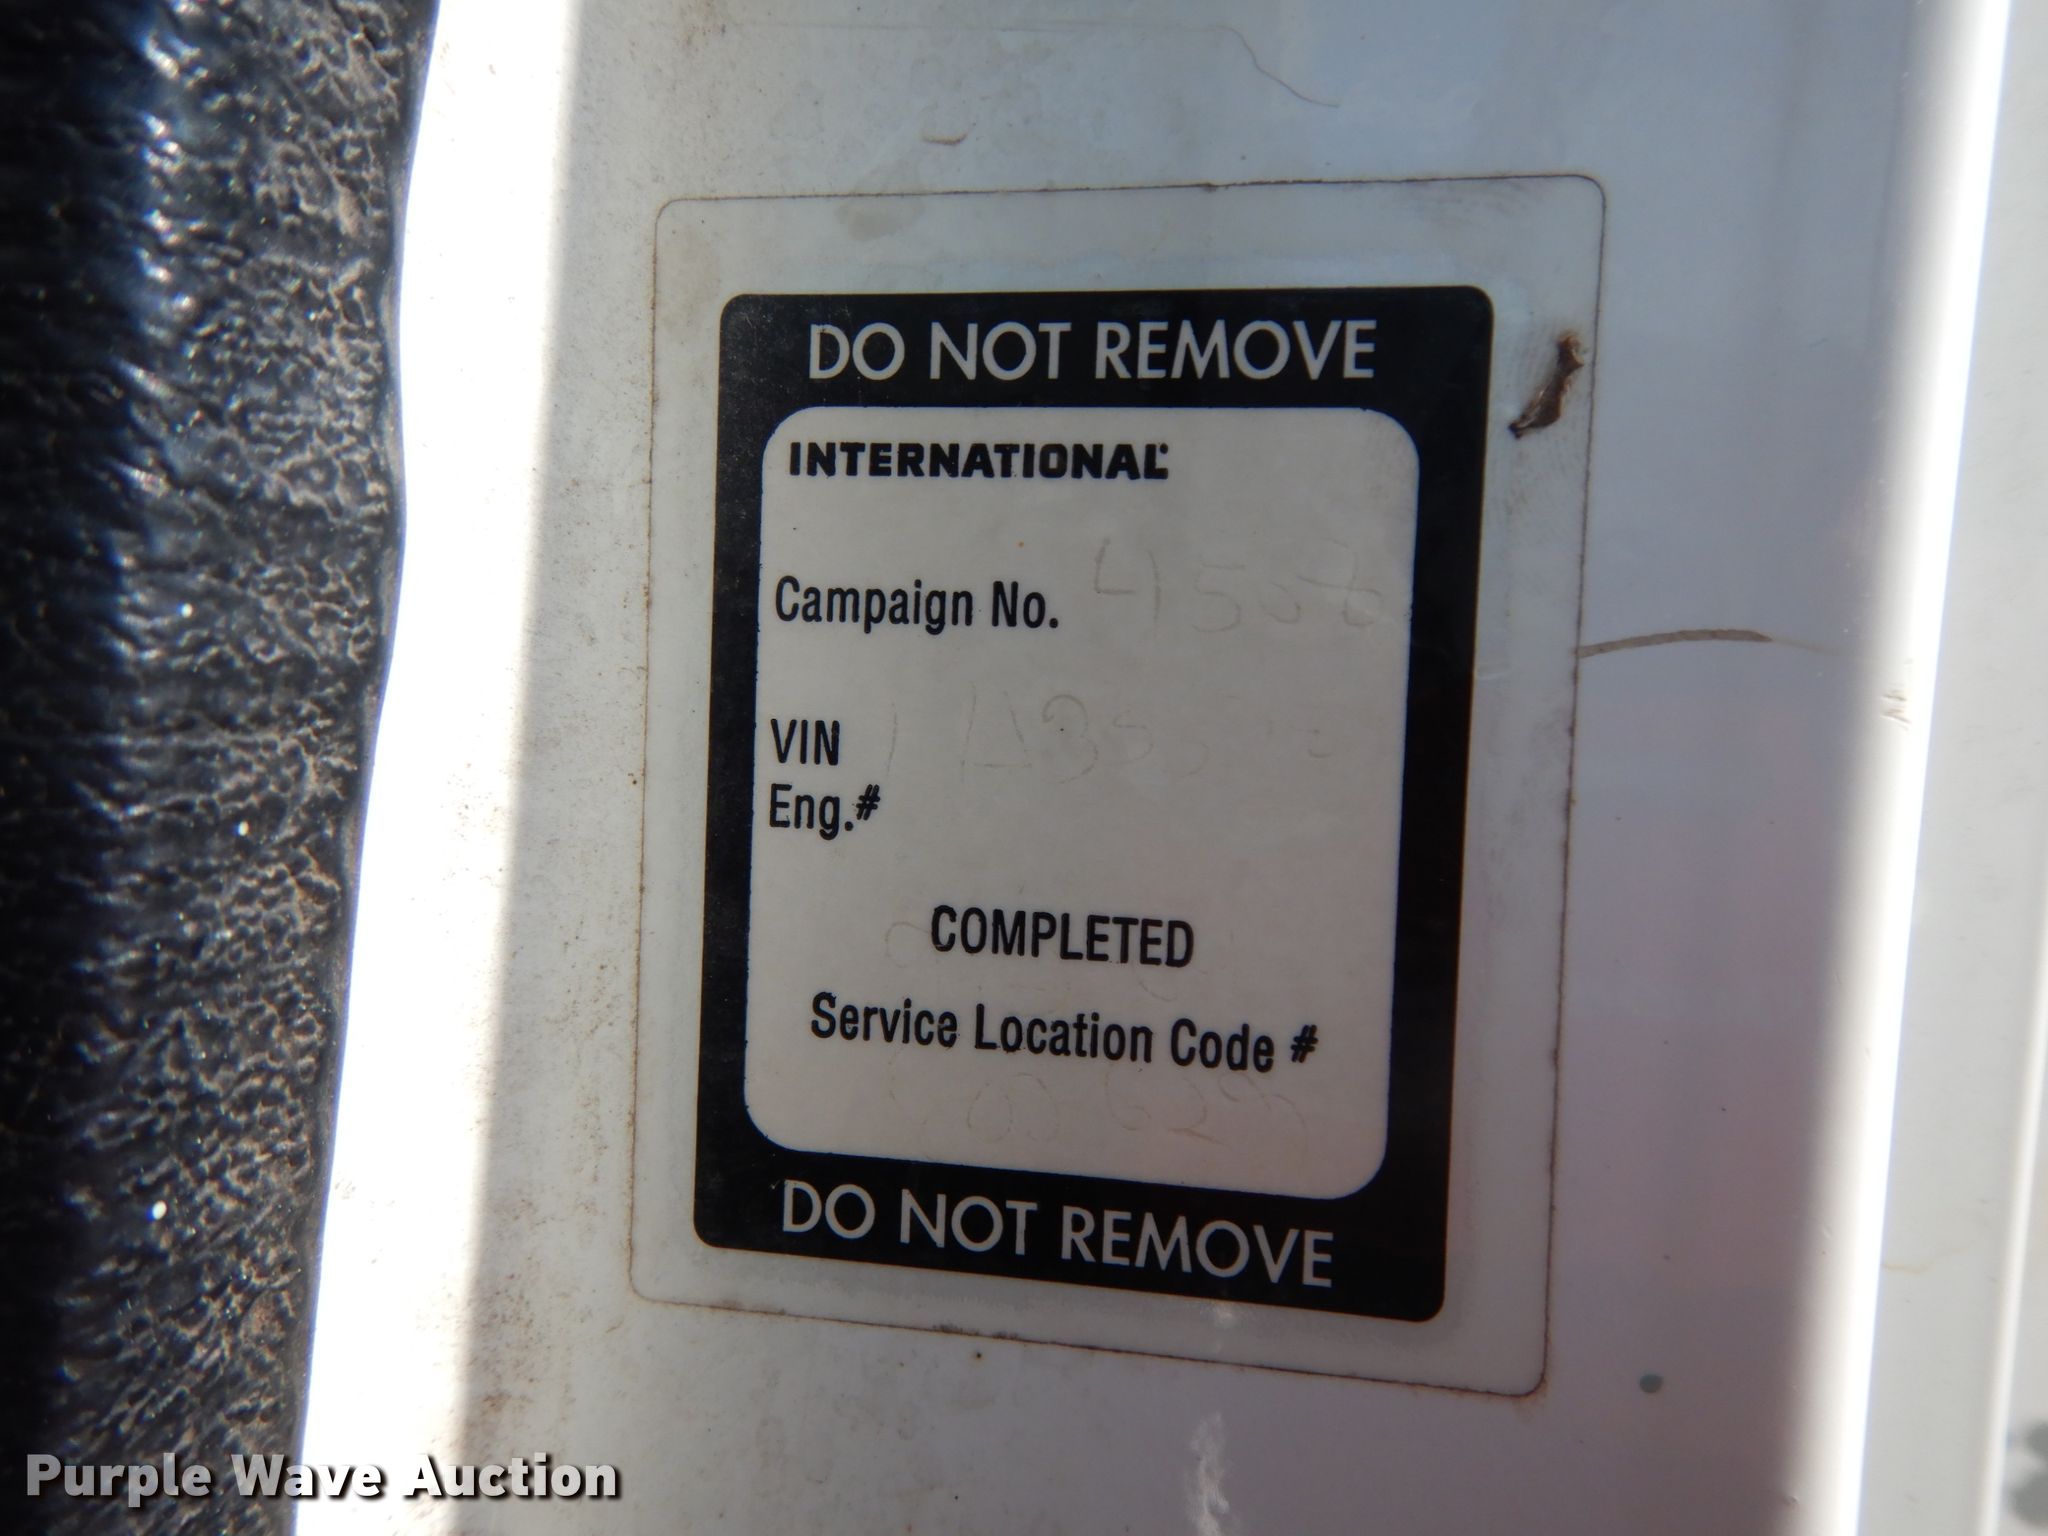 DO NOT REMOVE
INTERNATIONAL
Campaign No.
VIN
Eng.#
COMPLETED
Service Location Code #
DO NOT REMOVE
Purple Wave Auction